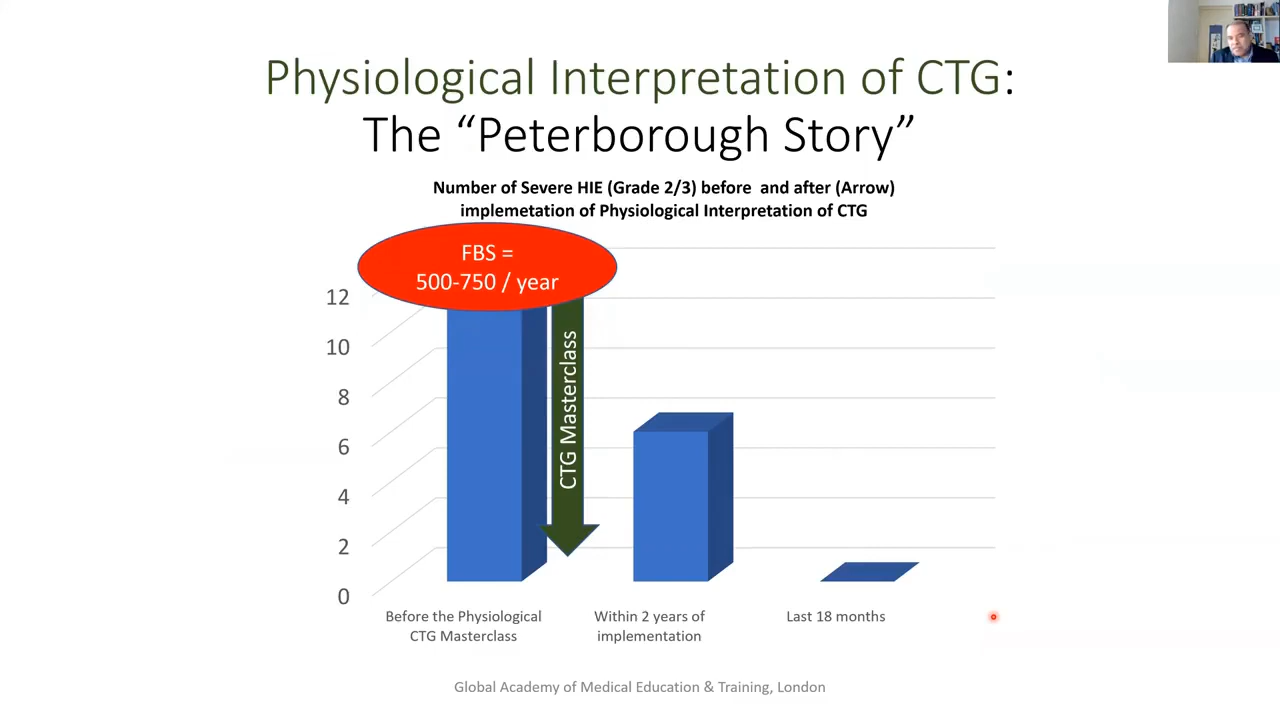 Physiological Interpretation of CTG:
The “Peterborough Story”
Number of Severe HIE (Grade 2/3) before and after (Arrow)
implemetation of Physiological Interpretation of CTG
FBS =
500-750 / year
CTG Masterclass
12
10
8
6
4
2
0
Before the Physiological
CTG Masterclass
Within 2 years of
implementation
Last 18 months
Global Academy of Medical Education & Training, London